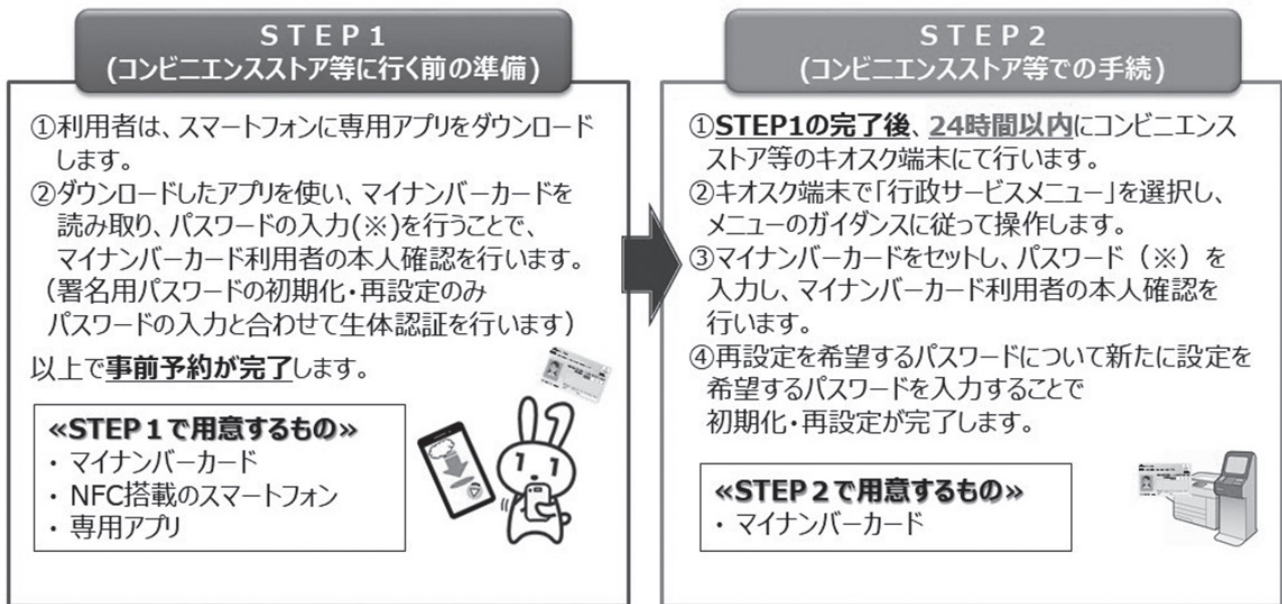 STEP1
(コンビニエンスストア等に行く前の準備)
①利用者は、スマートフォンに専用アプリをダウンロード
します。
②ダウンロードしたアプリを使い、マイナンバーカードを
読み取り、パスワードの入力(※)を行うことで、
マイナンバーカード利用者の本人確認を行います。
(署名用パスワードの初期化・再設定のみ
パスワードの入力と合わせて生体認証を行います)
以上で事前予約が完了します。
≪STEP1で用意するもの≫
・ マイナンバーカード
・ NFC搭載のスマートフォン
・ 専用アプリ
STEP2
(コンビニエンスストア等での手続)
①STEP1の完了後、24時間以内にコンビニエンス
ストア等のキオスク端末にて行います。
②キオスク端末で「行政サービスメニュー」を選択し、
メニューのガイダンスに従って操作します。
③マイナンバーカードをセットし、パスワード(※)を
入力し、マイナンバーカード利用者の本人確認を
行います。
④再設定を希望するパスワードについて新たに設定を
希望するパスワードを入力することで
初期化・再設定が完了します。
≪STEP2で用意するもの≫
・ マイナンバーカード